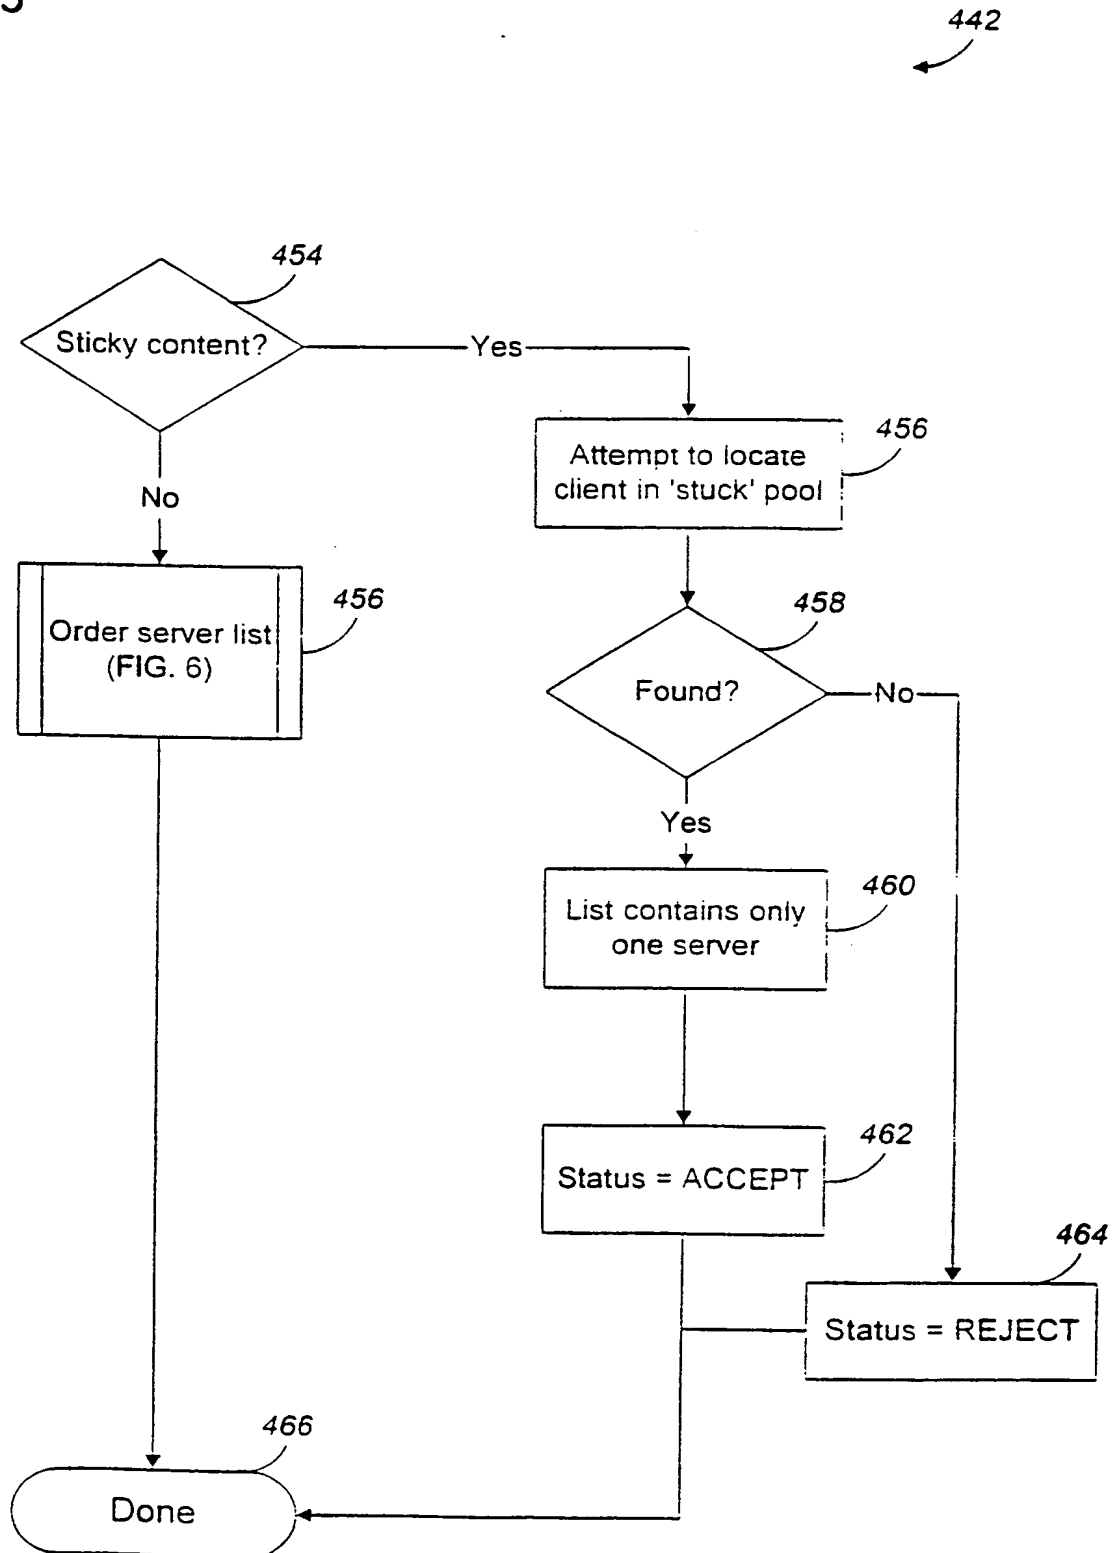 442
454
Sticky content?
Yes
456
Attempt to locate
client in 'stuck' pool
No
456
Order server list
(FIG. 6)
458
Found?
No
Yes
460
List contains only
one server
462
Status = ACCEPT
464
Status = REJECT
466
Done